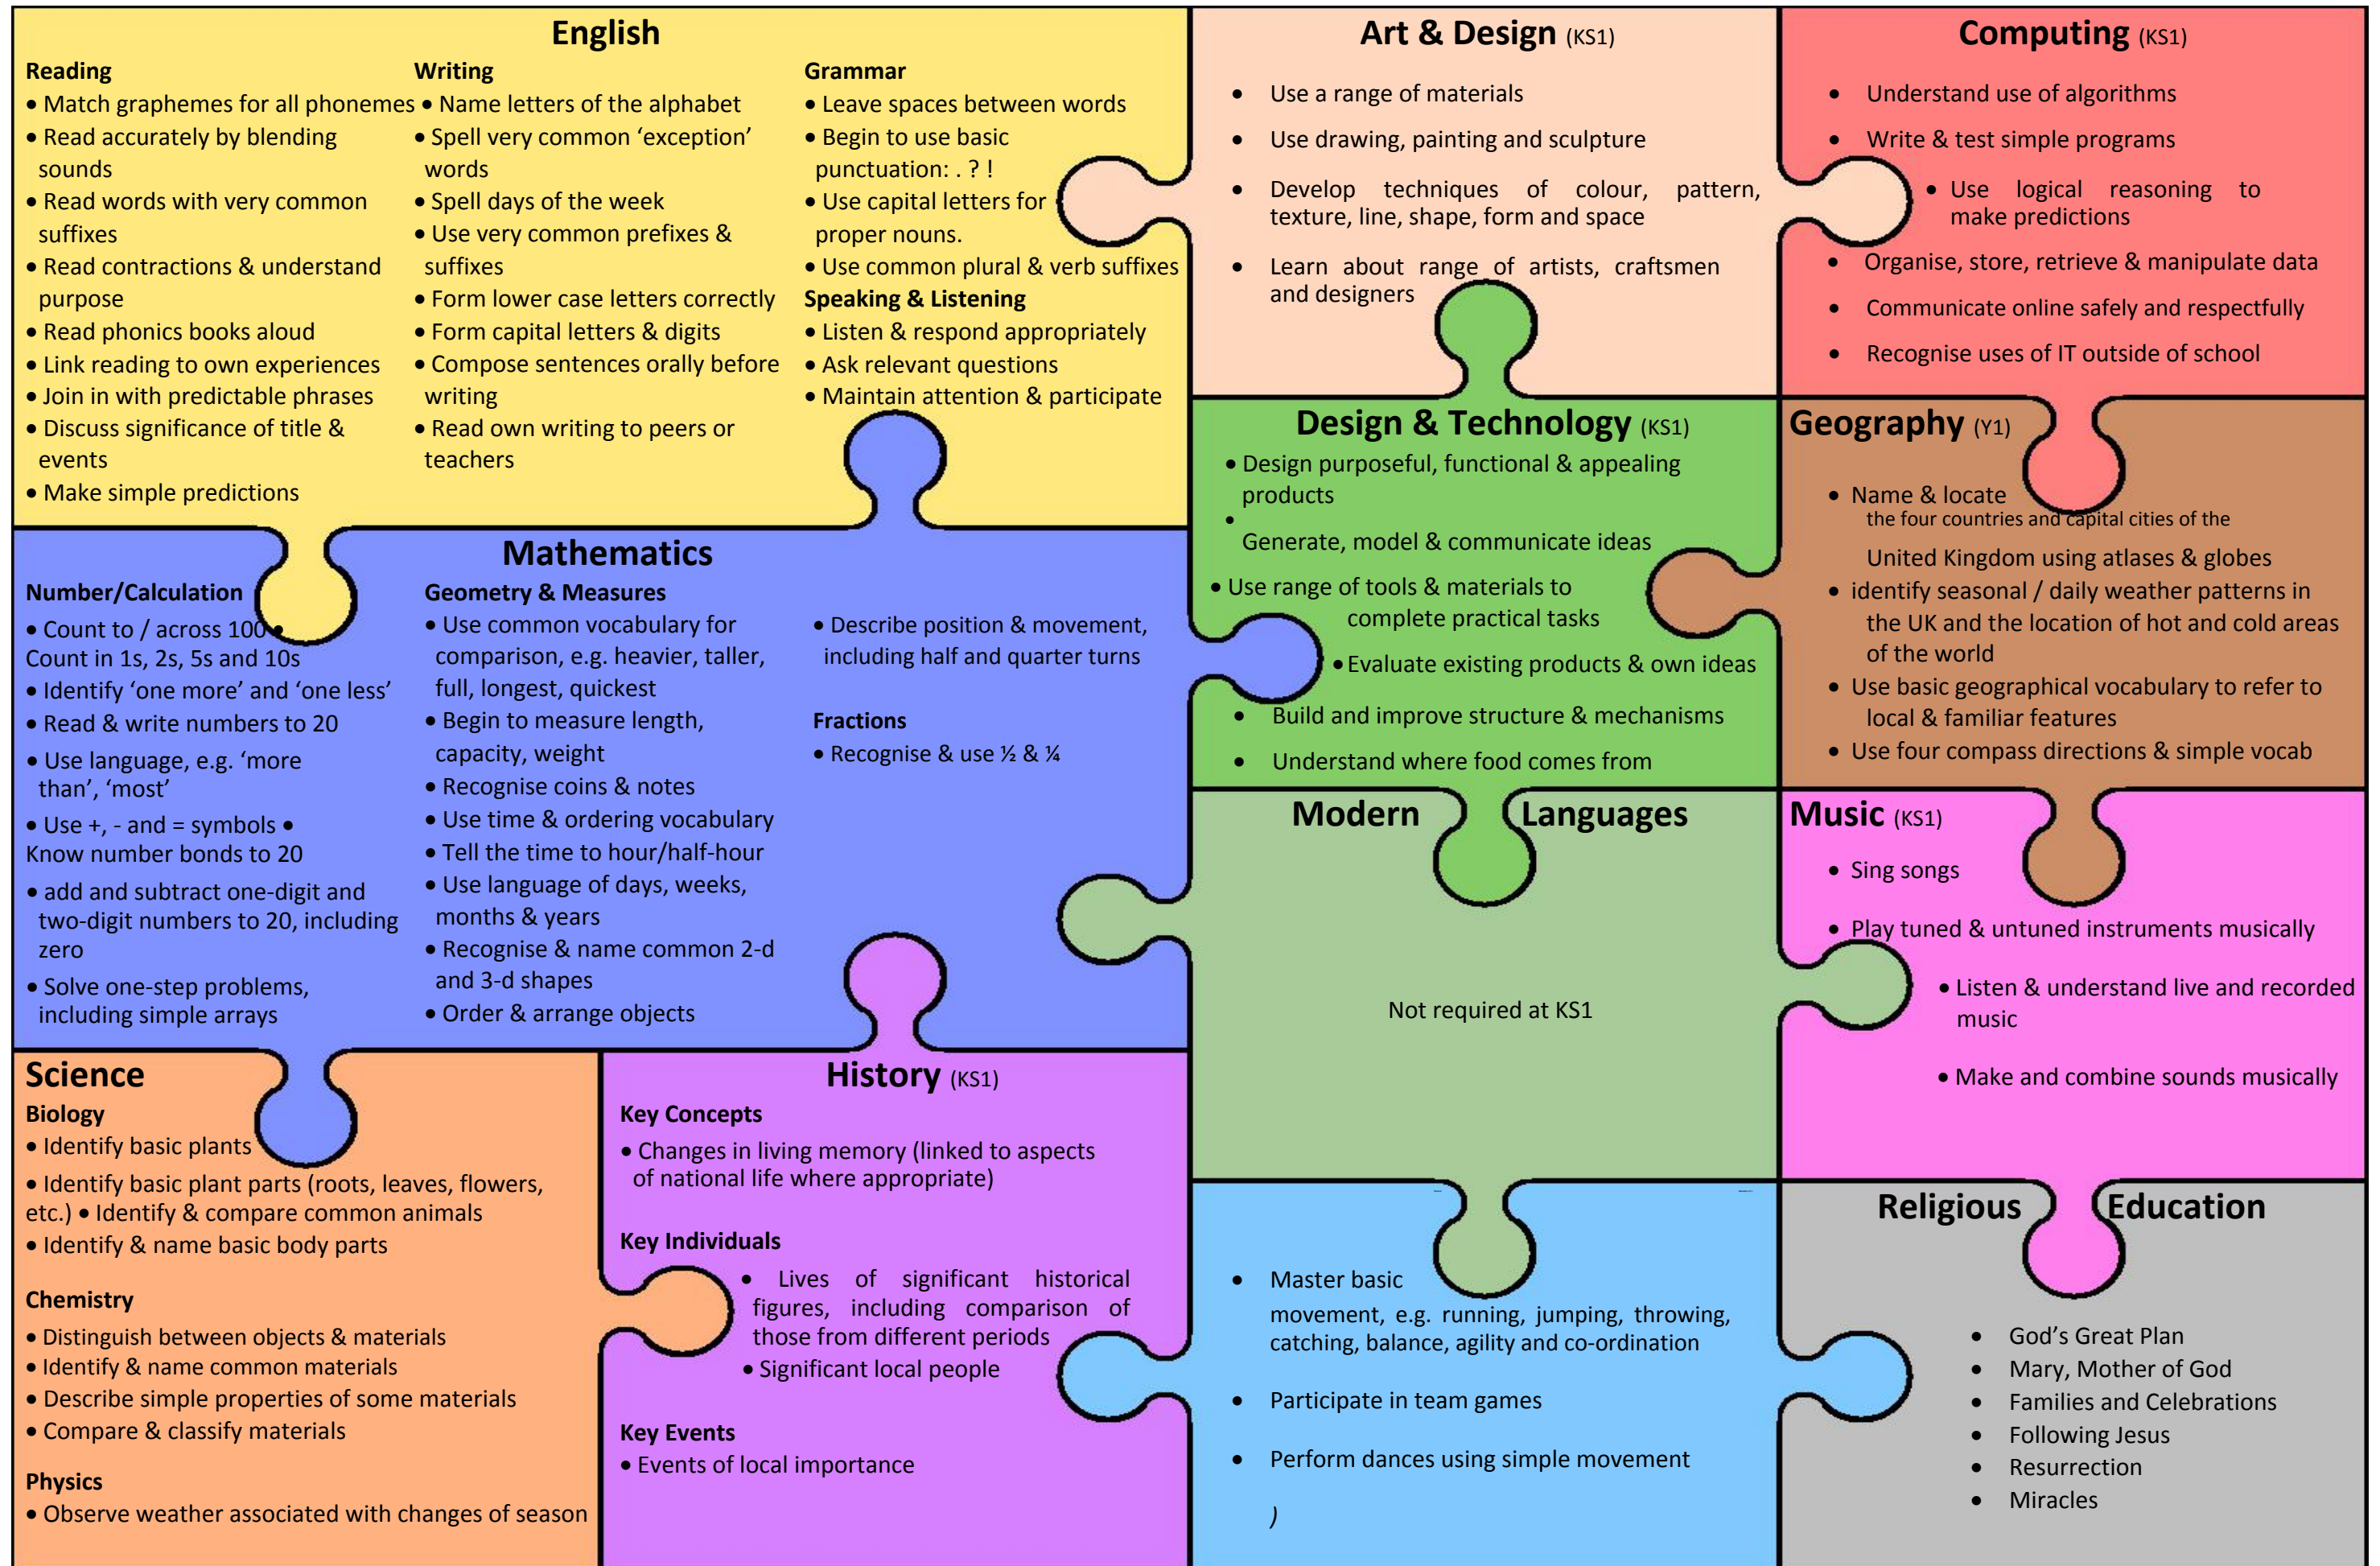 English
Reading
• Match graphemes for all phonemes
• Read accurately by blending
sounds
• Read words with very common
suffixes
• Read contractions & understand
purpose
• Read phonics books aloud
• Link reading to own experiences
• Join in with predictable phrases
• Discuss significance of title &
events
• Make simple predictions
Writing
• Name letters of the alphabet
• Spell very common ‘exception’
words
• Spell days of the week
• Use very common prefixes &
suffixes
• Form lower case letters correctly
• Form capital letters & digits
• Compose sentences orally before
writing
• Read own writing to peers or
teachers
Grammar
• Leave spaces between words
• Begin to use basic
punctuation: . ? !
• Use capital letters for
proper nouns.
• Use common plural & verb suffixes
Speaking & Listening
• Listen & respond appropriately
• Ask relevant questions
• Maintain attention & participate
Art & Design (KS1)
• Use a range of materials
• Use drawing, painting and sculpture
• Develop techniques of colour, pattern,
texture, line, shape, form and space
• Learn about range of artists, craftsmen
and designers
Computing (KS1)
• Understand use of algorithms
• Write & test simple programs
• Use logical reasoning to
make predictions
• Organise, store, retrieve & manipulate data
• Communicate online safely and respectfully
• Recognise uses of IT outside of school
Mathematics
Number/Calculation
• Count to / across 100 •
Count in 1s, 2s, 5s and 10s
• Identify ‘one more’ and ‘one less’
• Read & write numbers to 20
• Use language, e.g. ‘more
than’, ‘most’
• Use +, - and = symbols •
Know number bonds to 20
• add and subtract one-digit and
two-digit numbers to 20, including
zero
• Solve one-step problems,
including simple arrays
Geometry & Measures
• Use common vocabulary for
comparison, e.g. heavier, taller,
full, longest, quickest
• Begin to measure length,
capacity, weight
• Recognise coins & notes
• Use time & ordering vocabulary
• Tell the time to hour/half-hour
• Use language of days, weeks,
months & years
• Recognise & name common 2-d
and 3-d shapes
• Order & arrange objects
• Describe position & movement,
including half and quarter turns
Fractions
• Recognise & use ½ & ¼
Design & Technology (KS1)
• Design purposeful, functional & appealing
products
•
Generate, model & communicate ideas
• Use range of tools & materials to
complete practical tasks
• Evaluate existing products & own ideas
• Build and improve structure & mechanisms
• Understand where food comes from
Geography (Y1)
• Name & locate
the four countries and capital cities of the
United Kingdom using atlases & globes
• identify seasonal / daily weather patterns in
the UK and the location of hot and cold areas
of the world
• Use basic geographical vocabulary to refer to
local & familiar features
• Use four compass directions & simple vocab
Modern Languages
Not required at KS1
Music (KS1)
• Sing songs
• Play tuned & untuned instruments musically
• Listen & understand live and recorded
music
• Make and combine sounds musically
Science
Biology
• Identify basic plants
• Identify basic plant parts (roots, leaves, flowers,
etc.) • Identify & compare common animals
• Identify & name basic body parts
Chemistry
• Distinguish between objects & materials
• Identify & name common materials
• Describe simple properties of some materials
• Compare & classify materials
Physics
• Observe weather associated with changes of season
History (KS1)
Key Concepts
• Changes in living memory (linked to aspects
of national life where appropriate)
Key Individuals
• Lives of significant historical
figures, including comparison of
those from different periods
• Significant local people
Key Events
• Events of local importance
• Master basic
movement, e.g. running, jumping, throwing,
catching, balance, agility and co-ordination
• Participate in team games
• Perform dances using simple movement
)
Religious Education
• God’s Great Plan
• Mary, Mother of God
• Families and Celebrations
• Following Jesus
• Resurrection
• Miracles